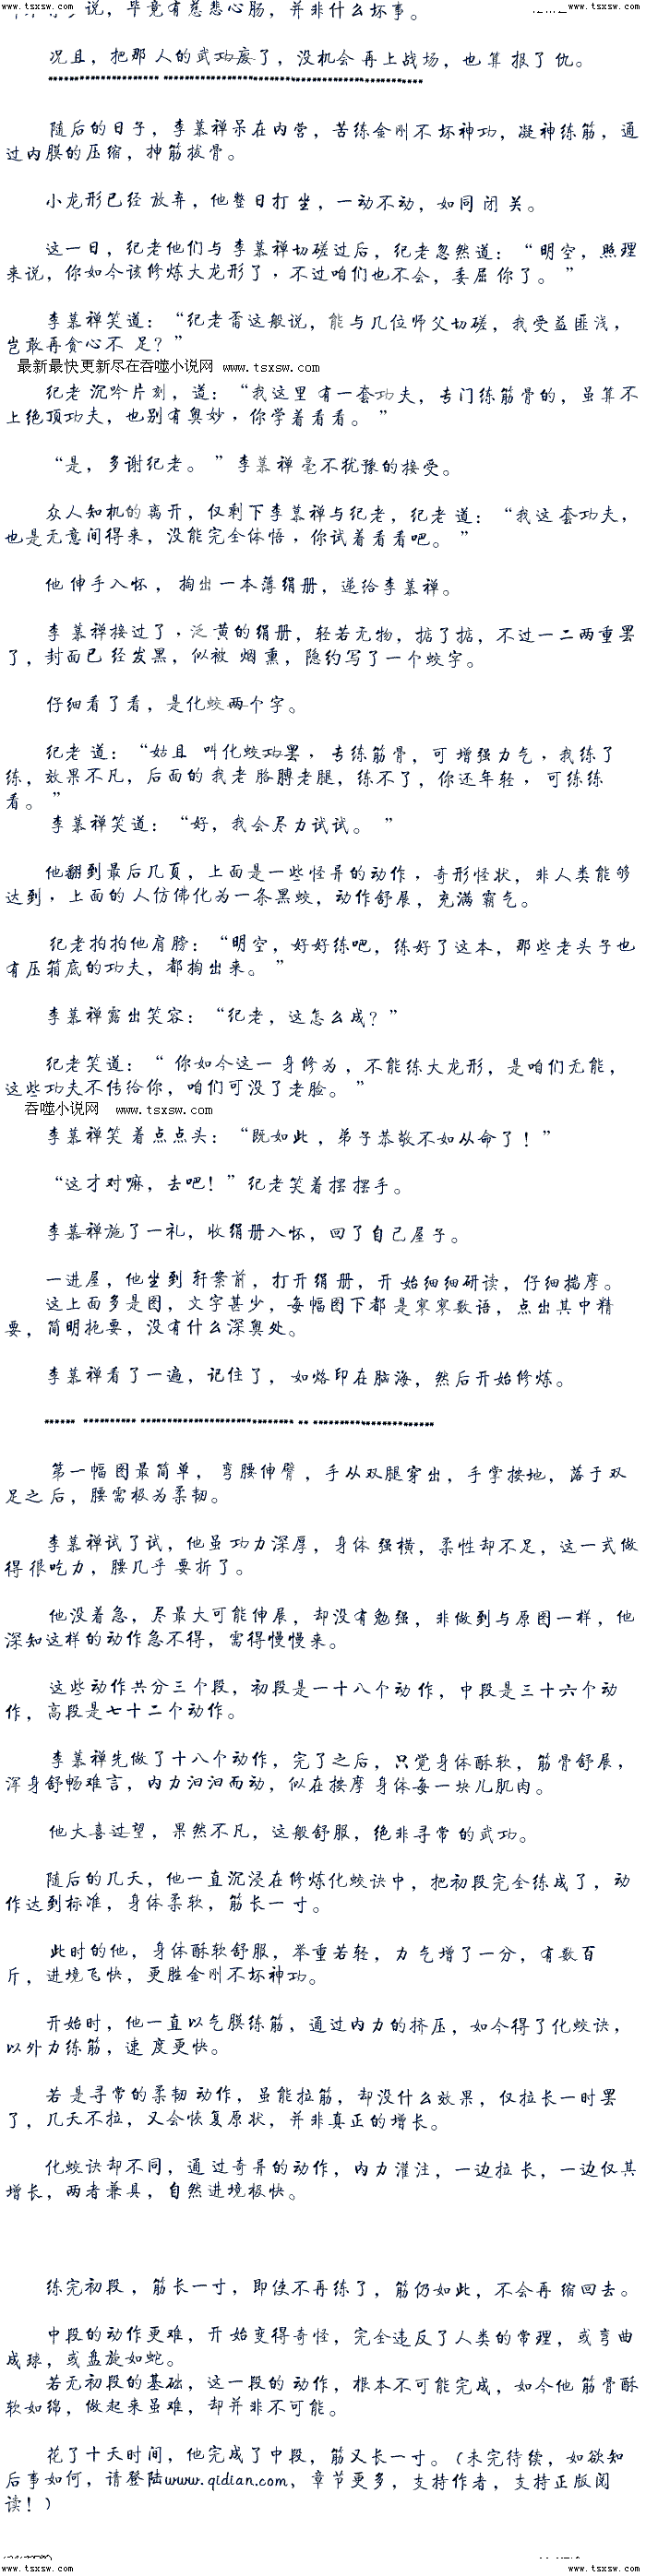 www.tsxsw.com www.tsxsw.com
说，毕竟有慈悲心肠，并非什么坏事。
况且，把那人的武功废了，没机会再上战场，也算报了仇。
随后的日子，李慕禅呆在内营，苦练金刚不坏神功，凝神练筋，通
过内膜的压缩，抻筋拔骨。
小龙形已经放弃，他整日打坐，一动不动，如同闭关。
这一日，纪老他们与李慕禅切磋过后，纪老忽然道：“明空，照理
来说，你如今该修炼大龙形了，不过咱们也不会，委屈你了。”
李慕禅笑道：“纪老甭这般说，能与几位师父切磋，我受益匪浅，
岂敢再贪心不足？”
最新最快更新尽在吞噬小说网 www.tsxsw.com
纪老沉吟片刻，道：“我这里有一套功夫，专门练筋骨的，虽算不
上绝顶功夫，也别有奥妙，你学着看看。”
“是，多谢纪老。”李慕禅毫不犹豫的接受。
众人知机的离开，仅剩下李慕禅与纪老，纪老道：“我这套功夫，
也是无意间得来，没能完全体悟，你试着看看吧。”
他伸手入怀，掏出一本薄绢册，递给李慕禅。
李慕禅接过了，泛黄的绢册，轻若无物，掂了掂，不过一二两重罢
了，封面已经发黑，似被烟熏，隐约写了一个蛟字。
仔细看了看，是化蛟两个字。
纪老道：“姑且叫化蛟功罢，专练筋骨，可增强力气，我练了
练，效果不凡，后面的我老胳膊老腿，练不了，你还年轻，可练练
看。”
李慕禅笑道：“好，我会尽力试试。”
他翻到最后几页，上面是一些怪异的动作，奇形怪状，非人类能够
达到，上面的人仿佛化为一条黑蛟，动作舒展，充满霸气。
纪老拍拍他肩膀：“明空，好好练吧，练好了这本，那些老头子也
有压箱底的功夫，都掏出来。”
李慕禅露出笑容：“纪老，这怎么成？”
纪老笑道：“你如今这一身修为，不能练大龙形，是咱们无能，
这些功夫不传给你，咱们可没了老脸。”
吞噬小说网 www.tsxsw.com
李慕禅笑着点点头：“既如此，弟子恭敬不如从命了！”
“这才对嘛，去吧！”纪老笑着摆摆手。
李慕禅施了一礼，收绢册入怀，回了自己屋子。
一进屋，他坐到轩案前，打开绢册，开始细细研读，仔细揣摩。
这上面多是图，文字甚少，每幅图下都是寥寥数语，点出其中精
要，简明扼要，没有什么深奥处。
李慕禅看了一遍，记住了，如烙印在脑海，然后开始修炼。
第一幅图最简单，弯腰伸臂，手从双腿穿出，手掌按地，落于双
足之后，腰需极为柔韧。
李慕禅试了试，他虽功力深厚，身体强横，柔性却不足，这一式做
得很吃力，腰几乎要折了。
他没着急，尽最大可能伸展，却没有勉强，非做到与原图一样，他
深知这样的动作急不得，需得慢慢来。
这些动作共分三个段，初段是一十八个动作，中段是三十六个动
作，高段是七十二个动作。
李慕禅先做了十八个动作，完了之后，只觉身体酥软，筋骨舒展，
浑身舒畅难言，内力汩汩而动，似在按摩身体每一块儿肌肉。
他大喜过望，果然不凡，这般舒服，绝非寻常的武功。
随后的几天，他一直沉浸在修炼化蛟诀中，把初段完全练成了，动
作达到标准，身体柔软，筋长一寸。
此时的他，身体酥软舒服，举重若轻，力气增了一分，有数百
斤，进境飞快，更胜金刚不坏神功。
开始时，他一直以气膜练筋，通过内力的挤压，如今得了化蛟诀，
以外力练筋，速度更快。
若是寻常的柔韧动作，虽能拉筋，却没什么效果，仅拉长一时罢
了，几天不拉，又会恢复原状，并非真正的增长。
化蛟诀却不同，通过奇异的动作，内力灌注，一边拉长，一边仅其
增长，两者兼具，自然进境极快。
练完初段，筋长一寸，即使不再练了，筋仍如此，不会再缩回去。
中段的动作更难，开始变得奇怪，完全违反了人类的常理，或弯曲
成球，或盘旋如蛇。
若无初段的基础，这一段的动作，根本不可能完成，如今他筋骨酥
软如绵，做起来虽难，却并非不可能。
花了十天时间，他完成了中段，筋又长一寸。（未完待续，如欲知
后事如何，请登陆www.qidian.com，章节更多，支持作者，支持正版阅
读！）
www.tsxsw.com www.tsxsw.com